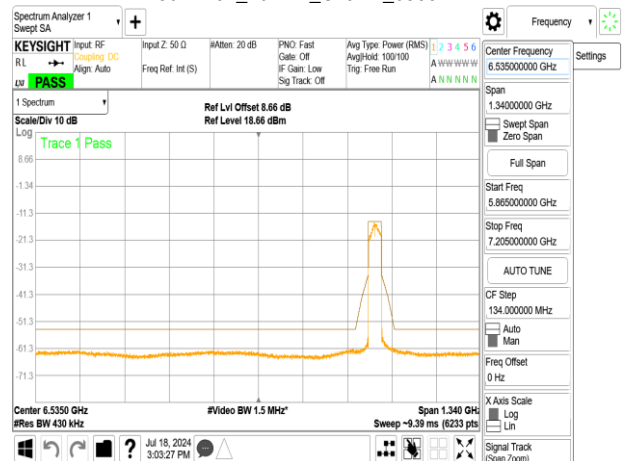 Spectrum Analyzer 1
Swept SA
Frequency
KEYSIGHT
RL
PASS
Input: RF
Coupling: DC
Align: Auto
Input Z: 50 Ω
Freq Ref: Int (S)
#Atten: 20 dB
PNO: Fast
Gate: Off
IF Gain: Low
Sig Track: Off
Avg Type: Power (RMS)
Avg|Hold: 100/100
Trig: Free Run
1 2 3 4 5 6
A W W W W W
A N N N N N
1 Spectrum
Scale/Div 10 dB
Ref Lvl Offset 8.66 dB
Ref Level 18.66 dBm
Log
Trace 1 Pass
8.66
-1.34
-11.3
-21.3
-31.3
-41.3
-51.3
-61.3
-71.3
Center 6.5350 GHz
#Res BW 430 kHz
#Video BW 1.5 MHz*
Span 1.340 GHz
Sweep ~9.39 ms (6233 pts)
Jul 18, 2024
3:03:27 PM
Center Frequency
6.535000000 GHz
Settings
Span
1.34000000 GHz
Swept Span
Zero Span
Full Span
Start Freq
5.865000000 GHz
Stop Freq
7.205000000 GHz
AUTO TUNE
CF Step
134.000000 MHz
Auto
Man
Freq Offset
0 Hz
X Axis Scale
Log
Lin
Signal Track
(Span Zoom)